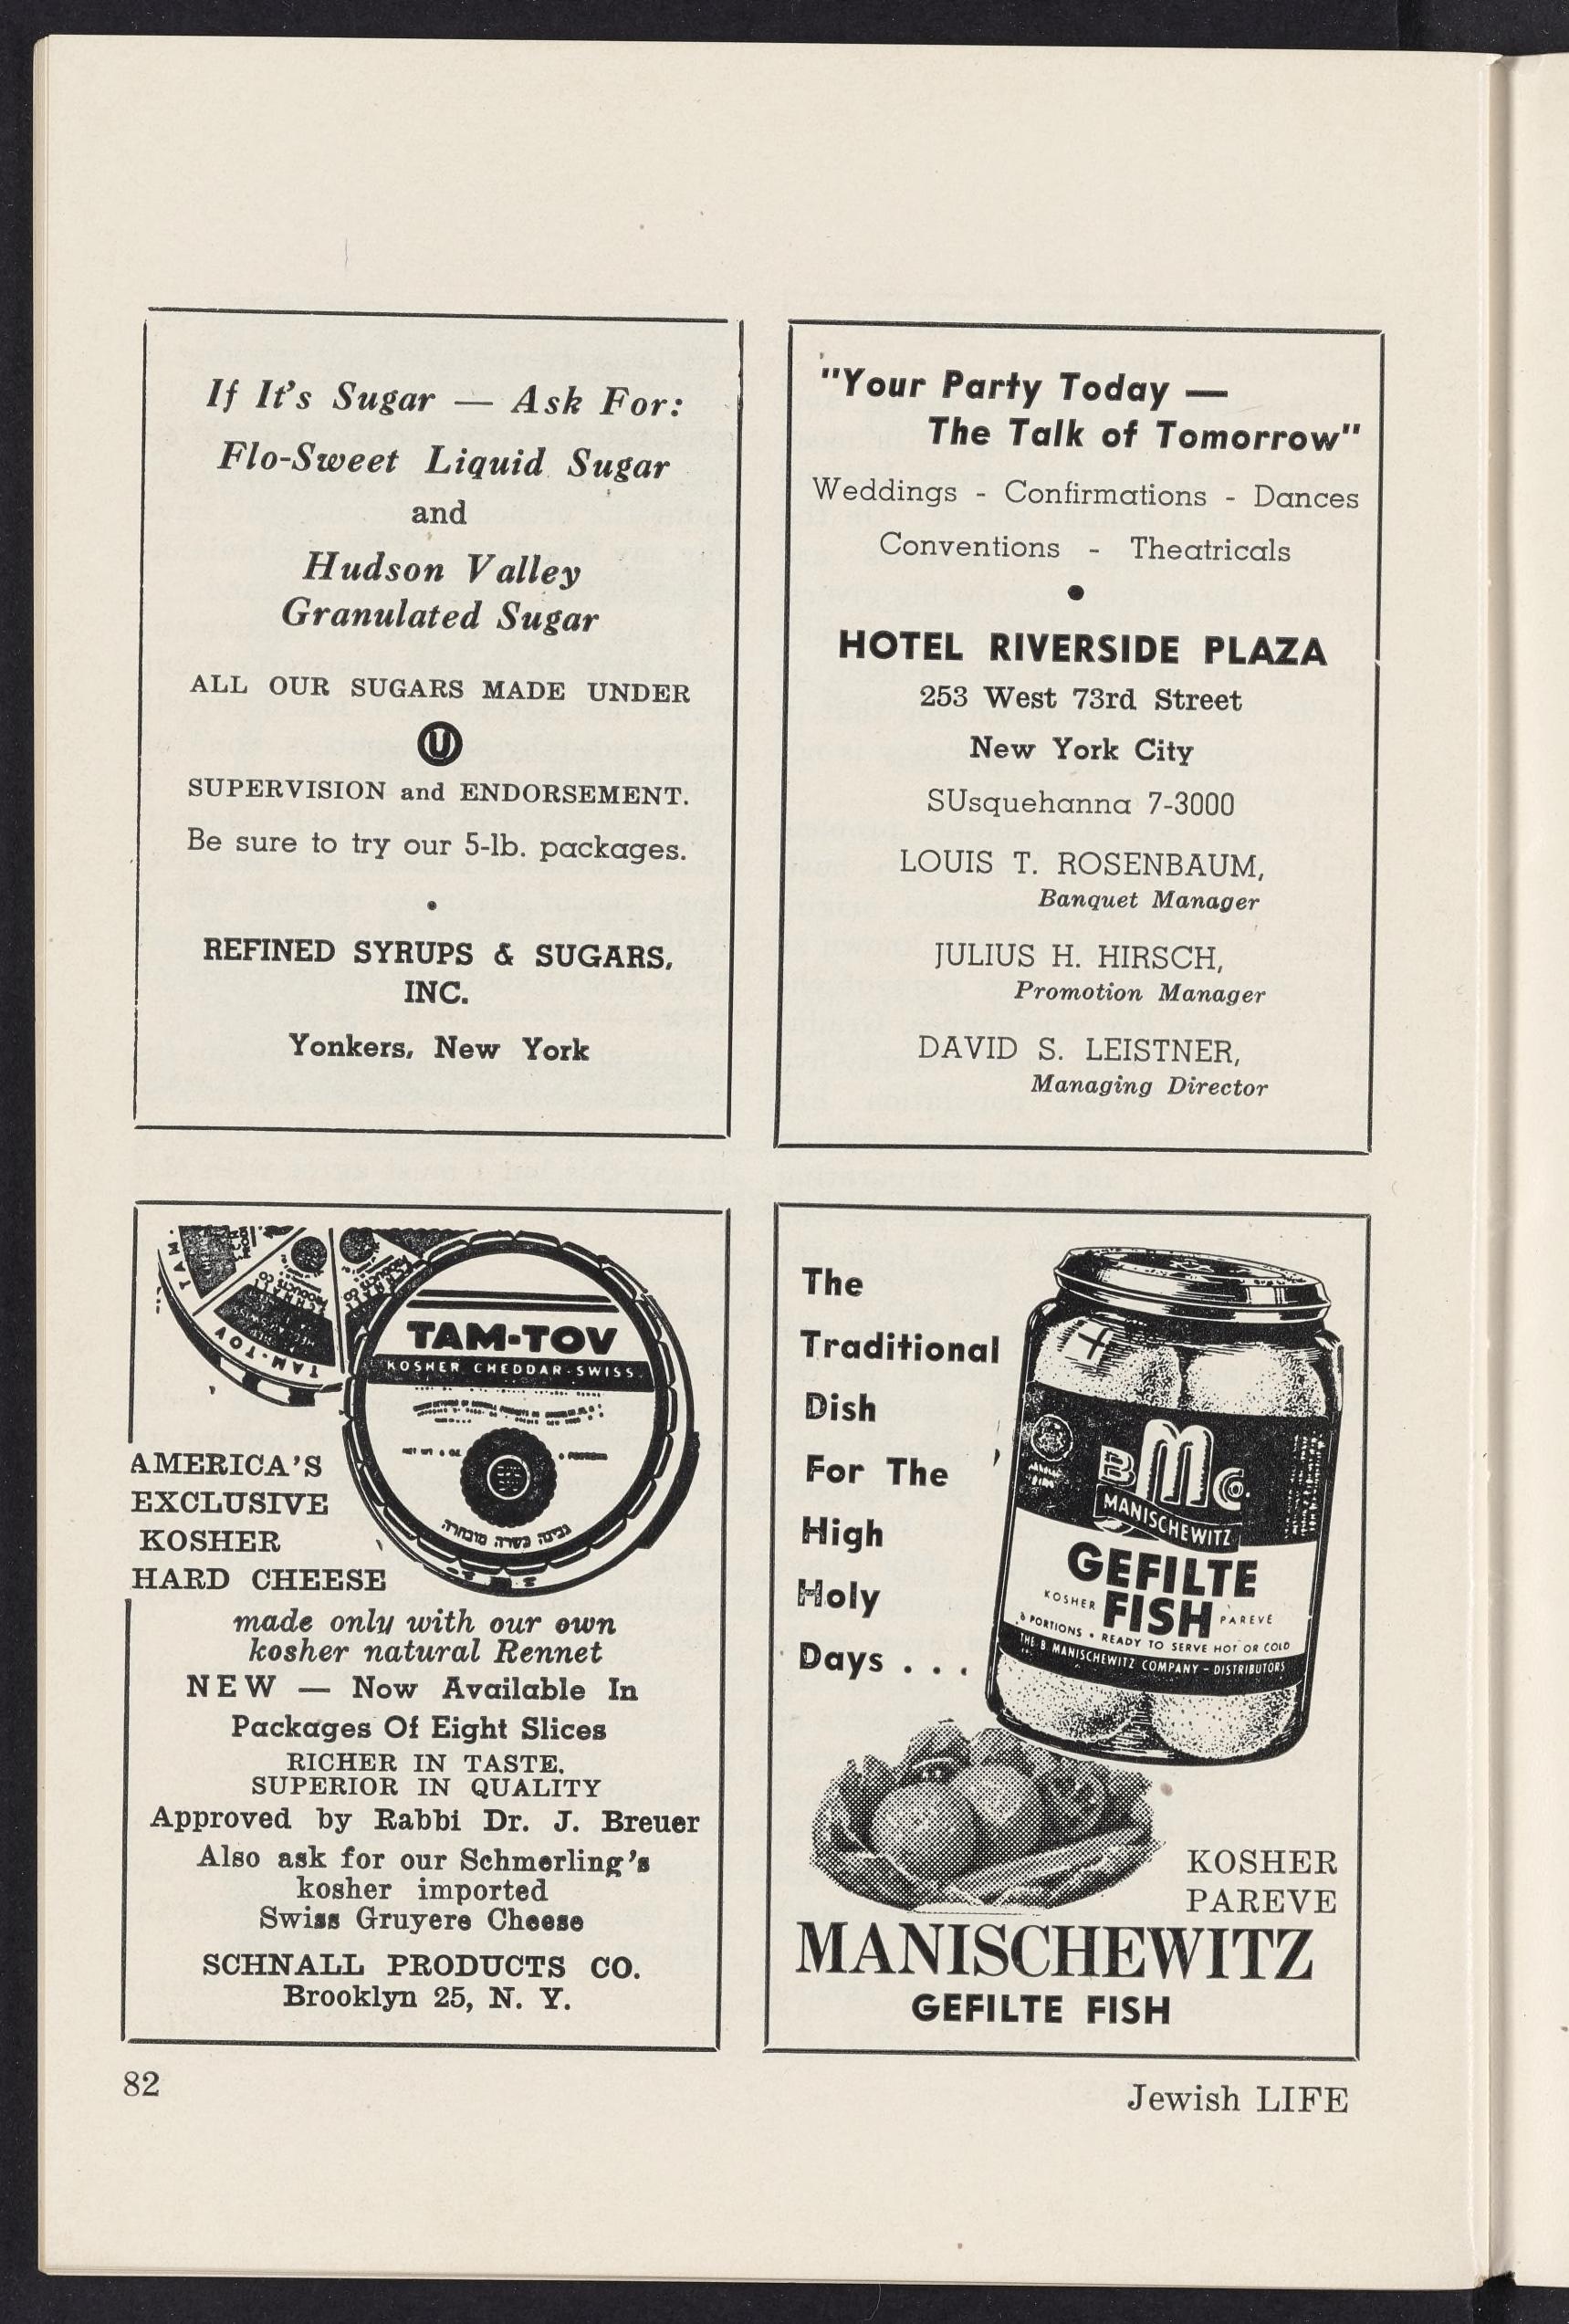 If It's Sugar — Ask For:
Flo-Sweet Liquid Sugar
and
Hudson Valley
Granulated Sugar
ALL OUR SUGARS MADE UNDER
U
SUPERVISION and ENDORSEMENT.
Be sure to try our 5-lb. packages.
•
REFINED SYRUPS & SUGARS,
INC.
Yonkers, New York
"Your Party Today —
The Talk of Tomorrow"
Weddings - Confirmations - Dances
Conventions - Theatricals
•
HOTEL RIVERSIDE PLAZA
253 West 73rd Street
New York City
SUsquehanna 7-3000
LOUIS T. ROSENBAUM,
Banquet Manager
JULIUS H. HIRSCH,
Promotion Manager
DAVID S. LEISTNER,
Managing Director
TAM-TOV
TAM-TOV
KOSHER CHEDDAR-SWISS
גבינה כשרה מובחרה
AMERICA'S
EXCLUSIVE
KOSHER
HARD CHEESE
made only with our own
kosher natural Rennet
NEW — Now Available In
Packages Of Eight Slices
RICHER IN TASTE.
SUPERIOR IN QUALITY
Approved by Rabbi Dr. J. Breuer
Also ask for our Schmerling's
kosher imported
Swiss Gruyere Cheese
SCHNALL PRODUCTS CO.
Brooklyn 25, N. Y.
The
Traditional
Dish
For The
High
Holy
Days . . .
B M Co.
MANISCHEWITZ
GEFILTE
KOSHER FISH PAREVE
PORTIONS • READY TO SERVE HOT OR COLD
THE B. MANISCHEWITZ COMPANY - DISTRIBUTORS
KOSHER
PAREVE
MANISCHEWITZ
GEFILTE FISH
82
Jewish LIFE